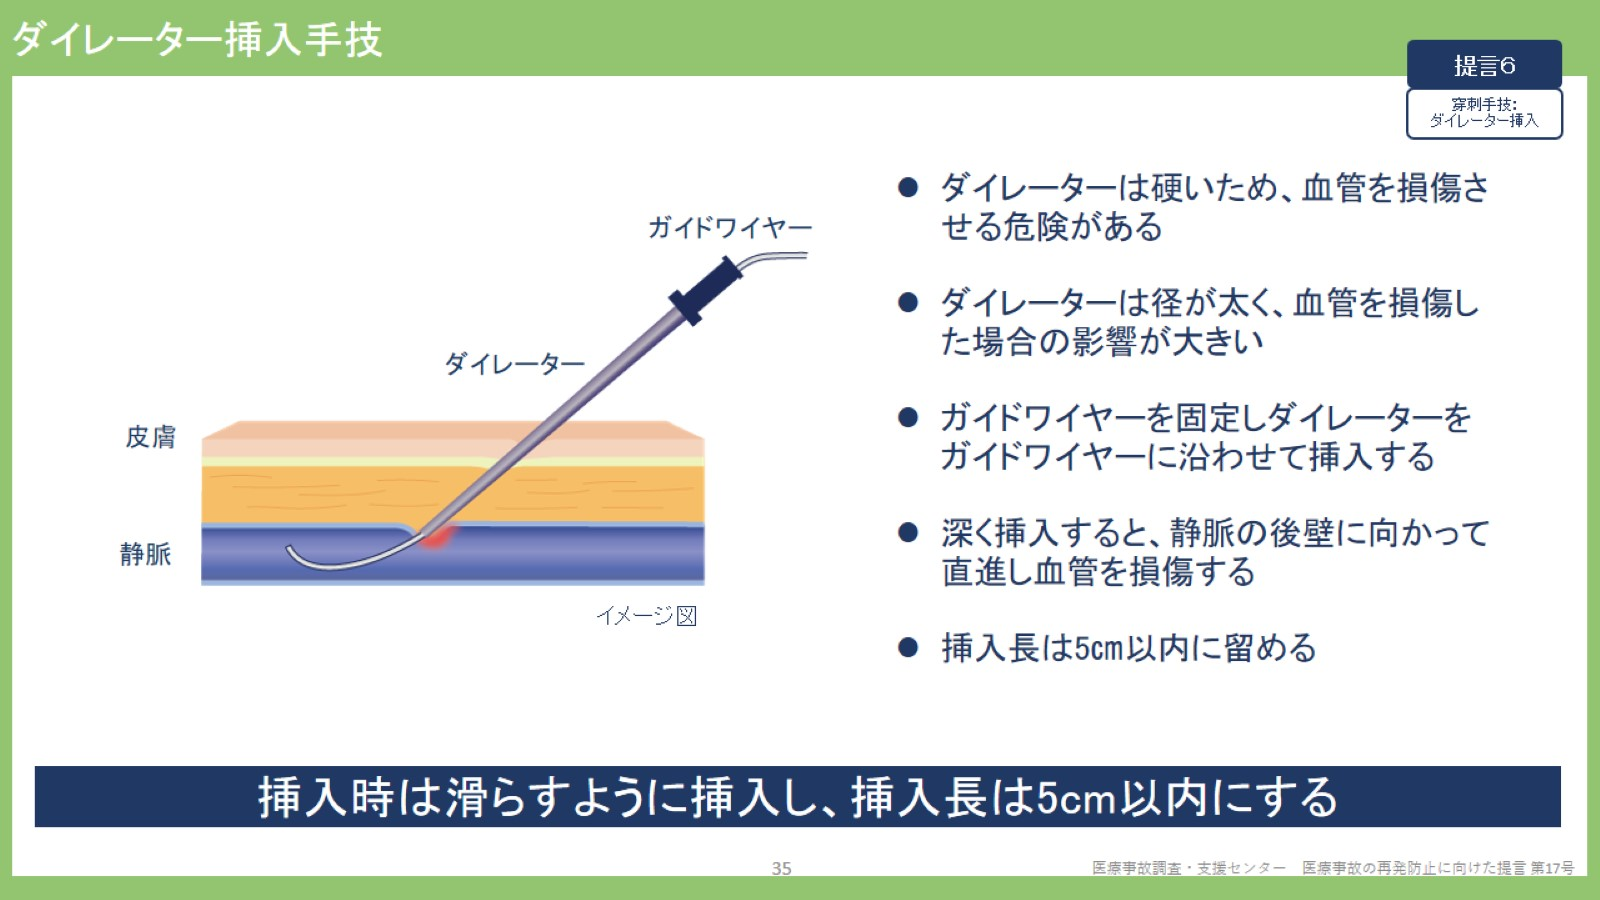 ダイレーター挿入手技
提言6
穿刺手技:
ダイレーター挿入
ガイドワイヤー
ダイレーター
皮膚
静脈
イメージ図
● ダイレーターは硬いため、血管を損傷さ
せる危険がある
● ダイレーターは径が太く、血管を損傷し
た場合の影響が大きい
● ガイドワイヤーを固定しダイレーターを
ガイドワイヤーに沿わせて挿入する
● 深く挿入すると、静脈の後壁に向かって
直進し血管を損傷する
● 挿入長は5㎝以内に留める
挿入時は滑らすように挿入し、挿入長は5cm以内にする
35
医療事故調査・支援センター 医療事故の再発防止に向けた提言 第17号